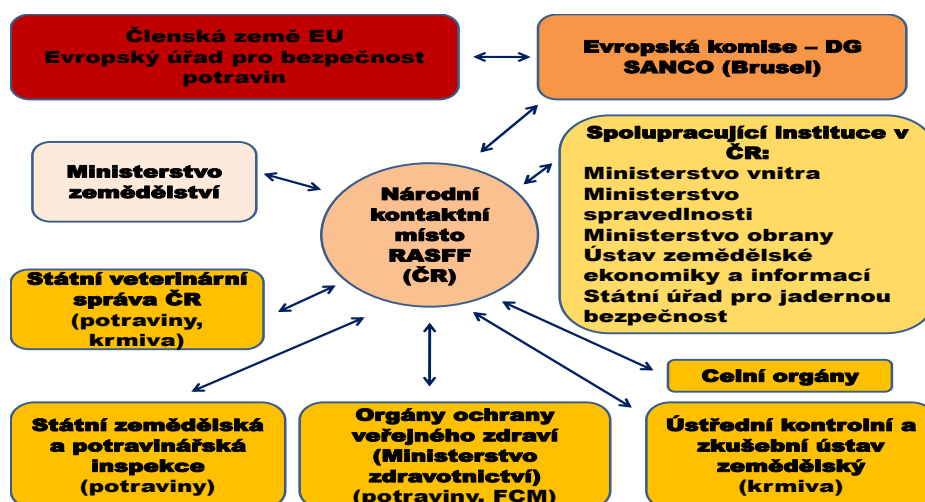 Členská země EU
Evropský úřad pro bezpečnost
potravin
Evropská komise – DG
SANCO (Brusel)
Spolupracující instituce v
ČR:
Ministerstvo vnitra
Ministerstvo
spravedlnosti
Ministerstvo obrany
Ústav zemědělské
ekonomiky a informací
Státní úřad pro jadernou
bezpečnost
Ministerstvo
zemědělství
Národní
kontaktní
místo
RASFF
(ČR)
Státní veterinární
správa ČR
(potraviny,
krmiva)
Celní orgány
Státní zemědělská
a potravinářská
inspekce
(potraviny)
Orgány ochrany
veřejného zdraví
(Ministerstvo
zdravotnictví)
(potraviny, FCM)
Ústřední kontrolní a
zkušební ústav
zemědělský
(krmiva)